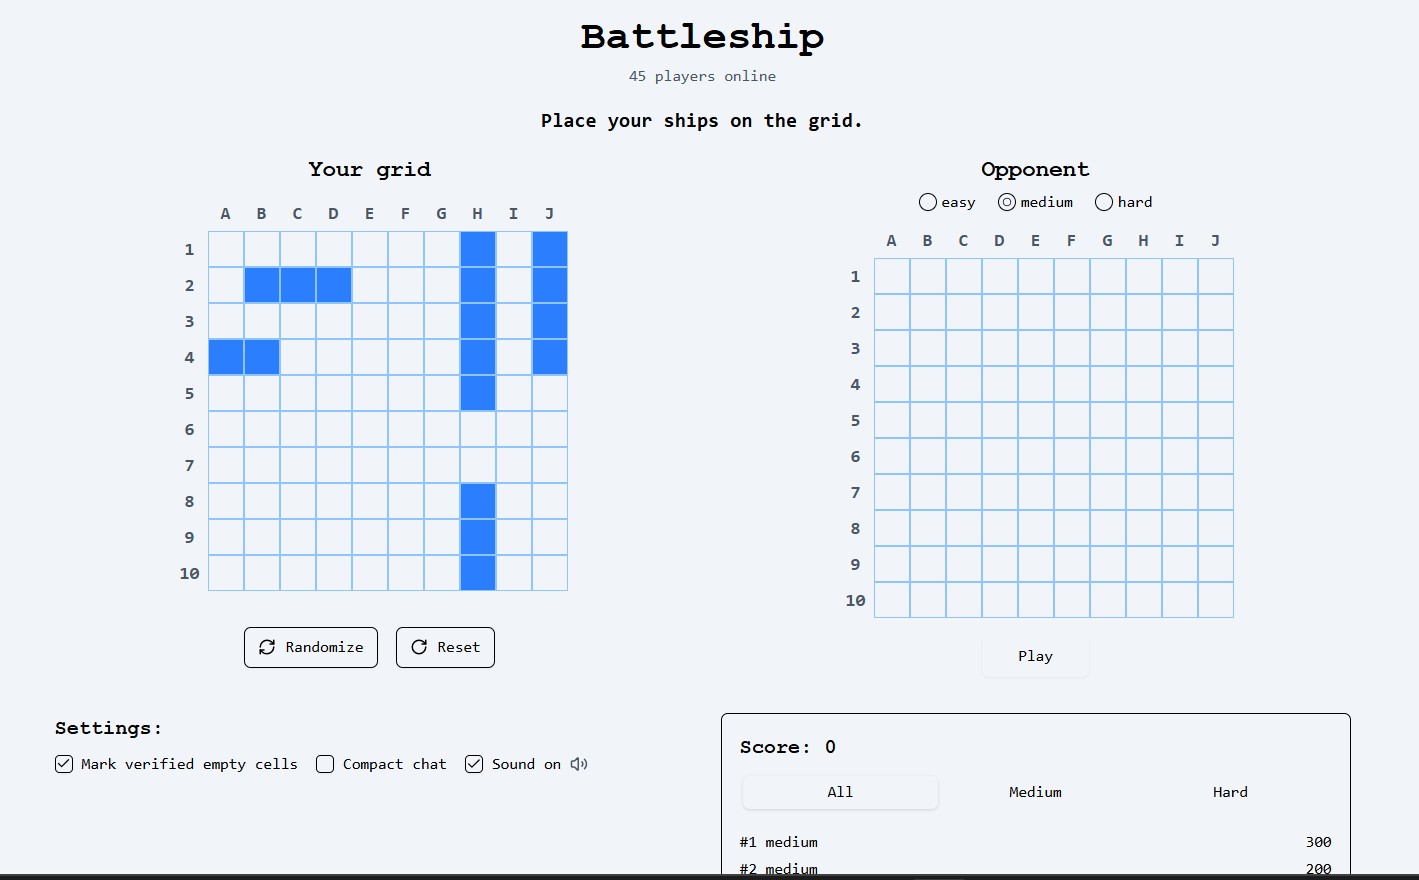 Battleship
45 players online
Place your ships on the grid.
Your grid
A B C D E F G H I J
1
2
3
4
5
6
7
8
9
10
Randomize Reset
Opponent
easy medium hard
A B C D E F G H I J
1
2
3
4
5
6
7
8
9
10
Play
Settings:
Mark verified empty cells Compact chat Sound on
Score: 0
All Medium Hard
#1 medium 300
#2 medium 200